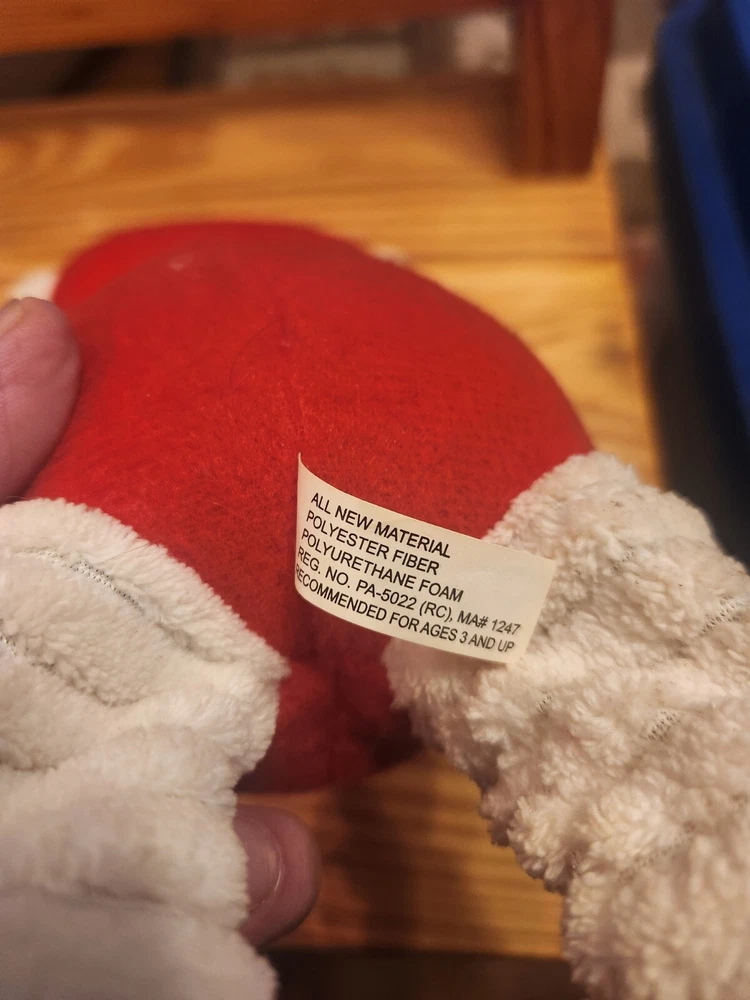 ALL NEW MATERIAL
POLYESTER FIBER
POLYURETHANE FOAM
REG. NO. PA-5022 (RC), MA# 1247
RECOMMENDED FOR AGES 3 AND UP